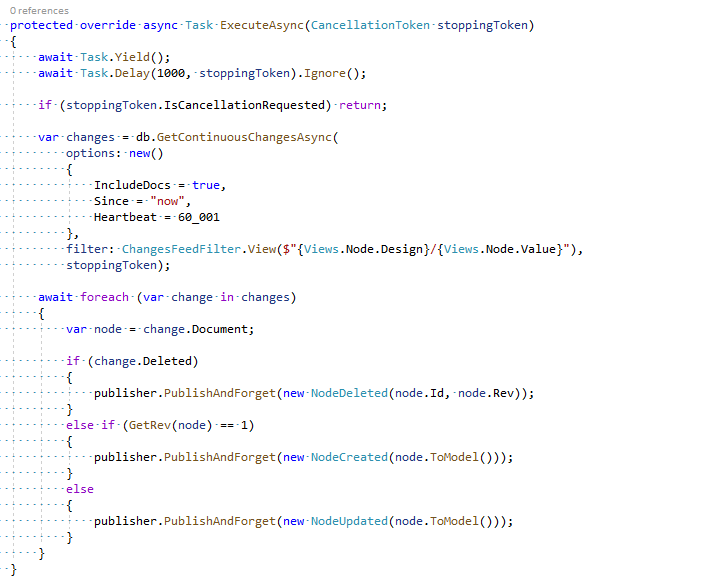 0 references
protected override async Task ExecuteAsync(CancellationToken stoppingToken)
{
    await Task.Yield();
    await Task.Delay(1000, stoppingToken).Ignore();

    if (stoppingToken.IsCancellationRequested) return;

    var changes = db.GetContinuousChangesAsync(
        options: new()
        {
            IncludeDocs = true,
            Since = "now",
            Heartbeat = 60_001
        },
        filter: ChangesFeedFilter.View($"{Views.Node.Design}/{Views.Node.Value}"),
        stoppingToken);

    await foreach (var change in changes)
    {
        var node = change.Document;

        if (change.Deleted)
        {
            publisher.PublishAndForget(new NodeDeleted(node.Id, node.Rev));
        }
        else if (GetRev(node) == 1)
        {
            publisher.PublishAndForget(new NodeCreated(node.ToModel()));
        }
        else
        {
            publisher.PublishAndForget(new NodeUpdated(node.ToModel()));
        }
    }
}